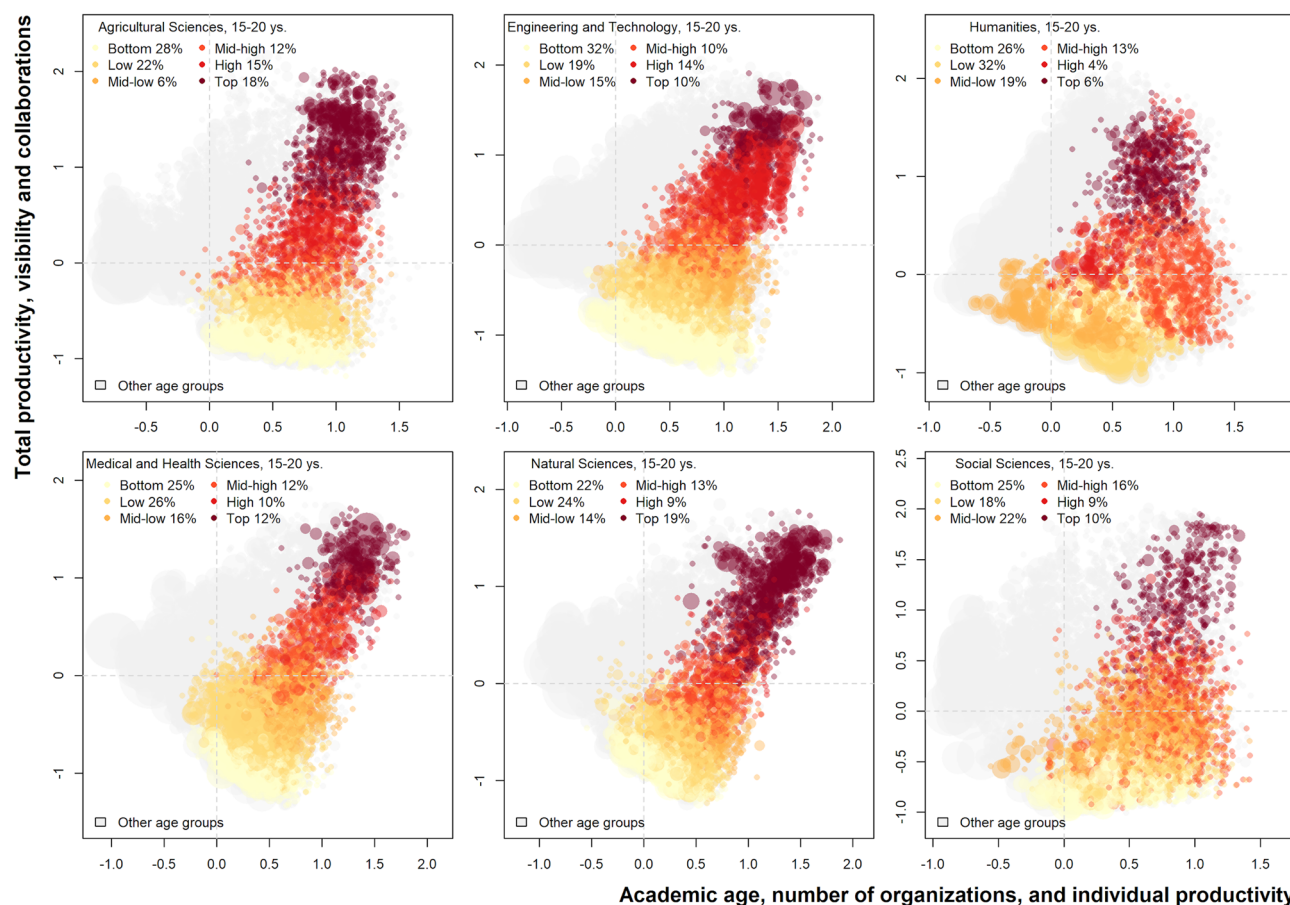 Total productivity, visibility and collaborations
Agricultural Sciences, 15-20 ys.
Bottom 28% Mid-high 12%
Low 22% High 15%
Mid-low 6% Top 18%
2
1
0
-1
Other age groups
-0.5 0.0 0.5 1.0 1.5
Engineering and Technology, 15-20 ys.
Bottom 32% Mid-high 10%
Low 19% High 14%
Mid-low 15% Top 10%
2
1
0
-1
Other age groups
-1.0 -0.5 0.0 0.5 1.0 1.5 2.0
Humanities, 15-20 ys.
Bottom 26% Mid-high 13%
Low 32% High 4%
Mid-low 19% Top 6%
2
1
0
-1
Other age groups
-1.0 -0.5 0.0 0.5 1.0 1.5
Medical and Health Sciences, 15-20 ys.
Bottom 25% Mid-high 12%
Low 26% High 10%
Mid-low 16% Top 12%
2
1
0
-1
Other age groups
-1.0 -0.5 0.0 0.5 1.0 1.5 2.0
Natural Sciences, 15-20 ys.
Bottom 22% Mid-high 13%
Low 24% High 9%
Mid-low 14% Top 19%
2
1
0
-1
Other age groups
-1.0 -0.5 0.0 0.5 1.0 1.5 2.0
Social Sciences, 15-20 ys.
Bottom 25% Mid-high 16%
Low 18% High 9%
Mid-low 22% Top 10%
2.5
2.0
1.5
1.0
0.5
0.0
-0.5
-1.0
Other age groups
-1.0 -0.5 0.0 0.5 1.0 1.5
Academic age, number of organizations, and individual productivity